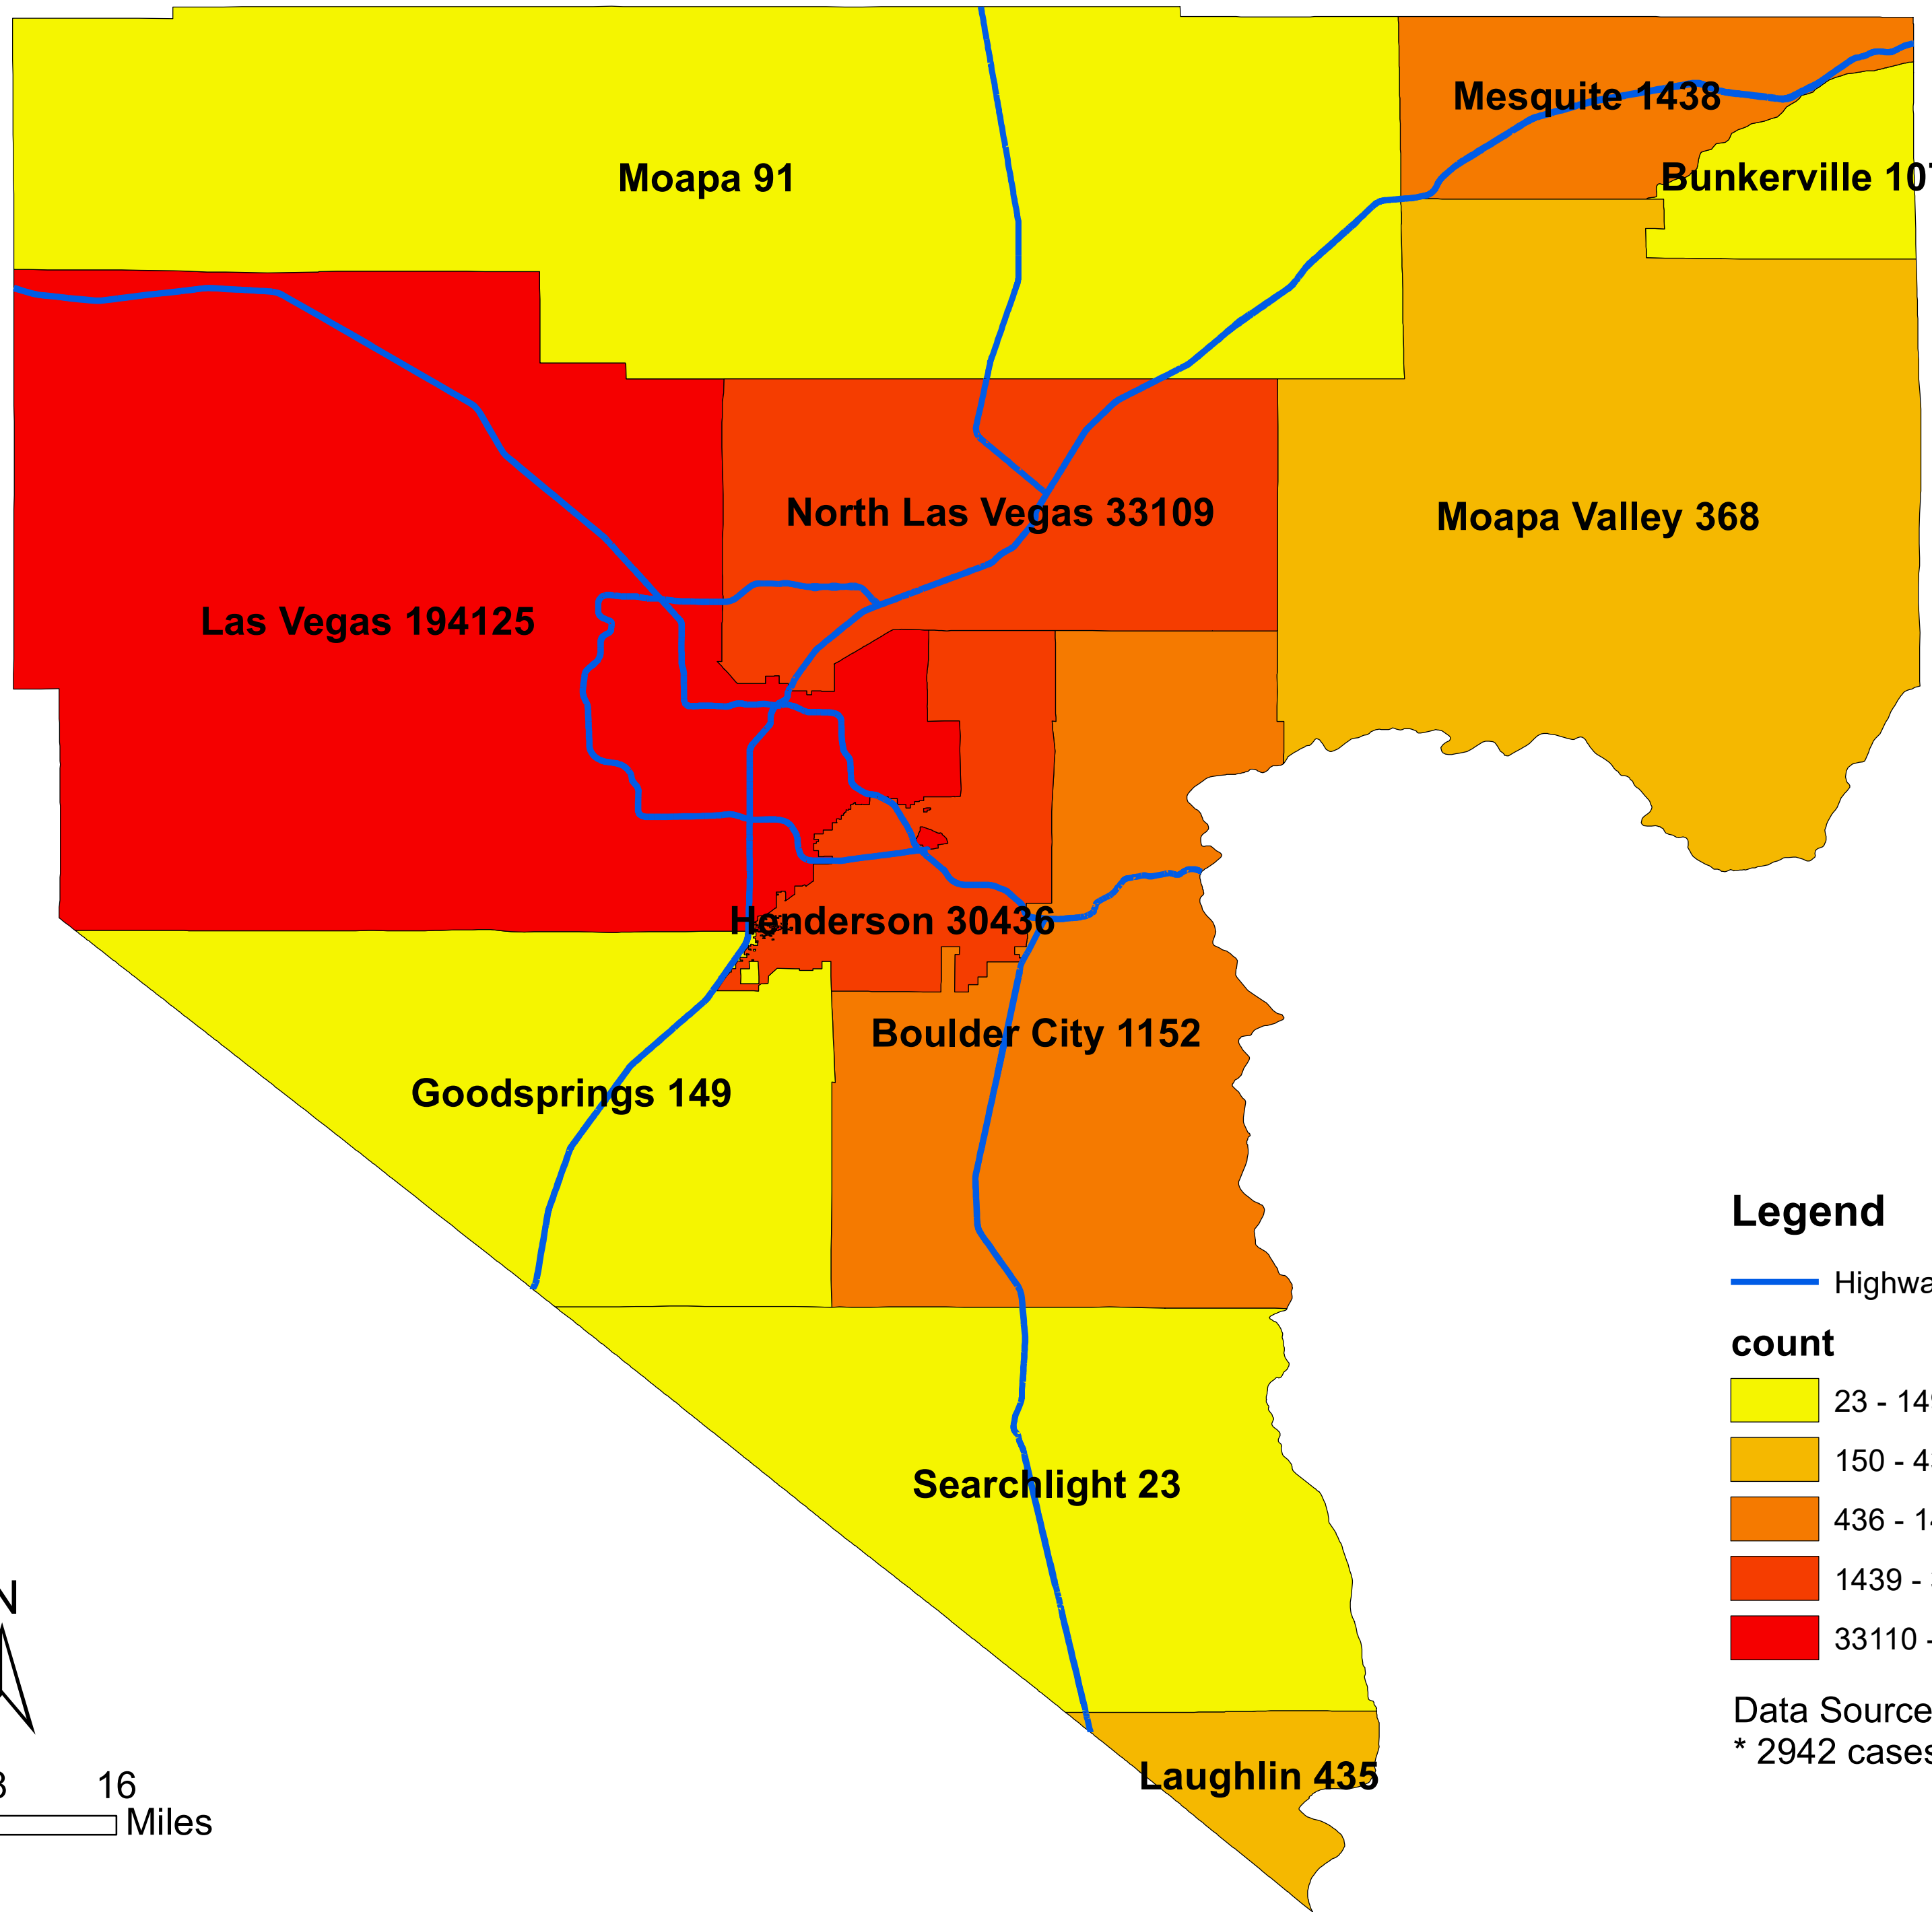 Mesquite 1438
Moapa 91
Bunkerville 107
North Las Vegas 33109
Moapa Valley 368
Las Vegas 194125
Henderson 30436
Boulder City 1152
Goodsprings 149
Searchlight 23
Laughlin 435
Legend
count
23 - 
150 - 
436 - 
1439 - 
33110 -
Data Source
* 2942 cases
N
16
Miles